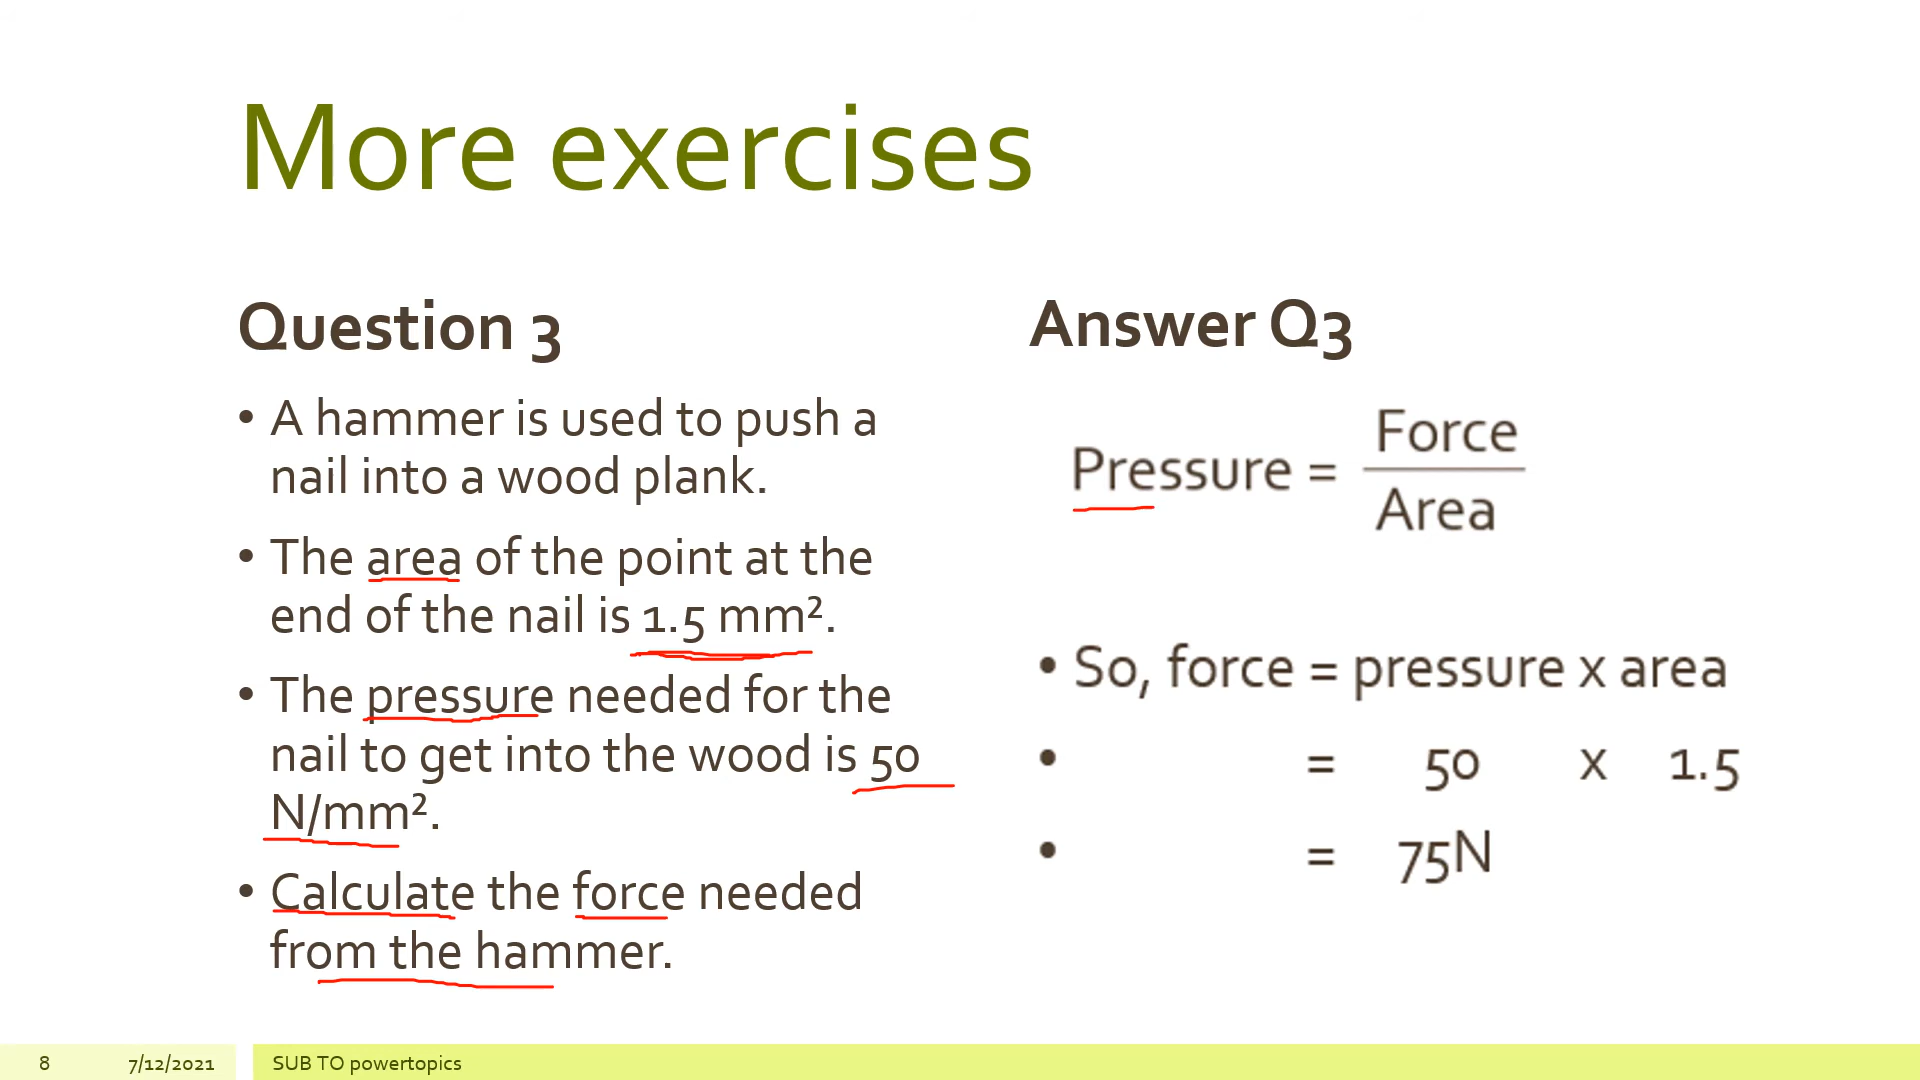 More exercises
Question 3
• A hammer is used to push a
nail into a wood plank.
• The area of the point at the
end of the nail is 1.5 mm².
• The pressure needed for the
nail to get into the wood is 50
N/mm².
• Calculate the force needed
from the hammer.
Answer Q3
Force
Pressure =
Area
• So, force = pressure x area
• = 50 x 1.5
• = 75N
8 7/12/2021 SUB TO powertopics